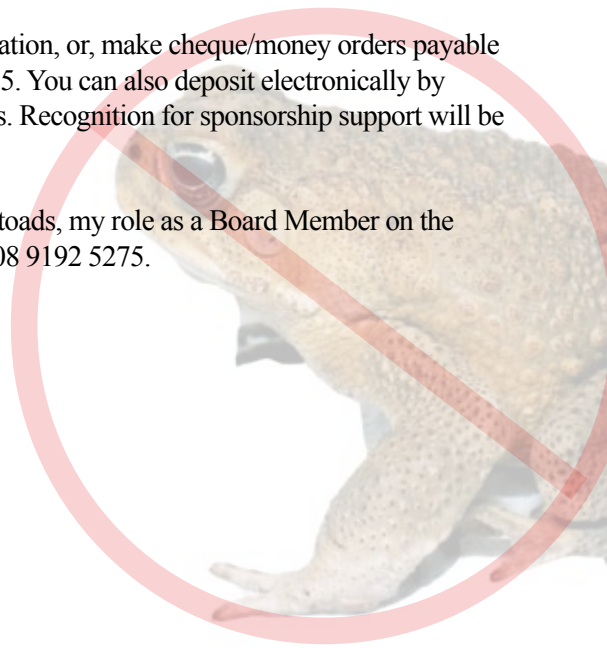 ation, or, make cheque/money orders payable
5. You can also deposit electronically by
s. Recognition for sponsorship support will be
toads, my role as a Board Member on the
08 9192 5275.